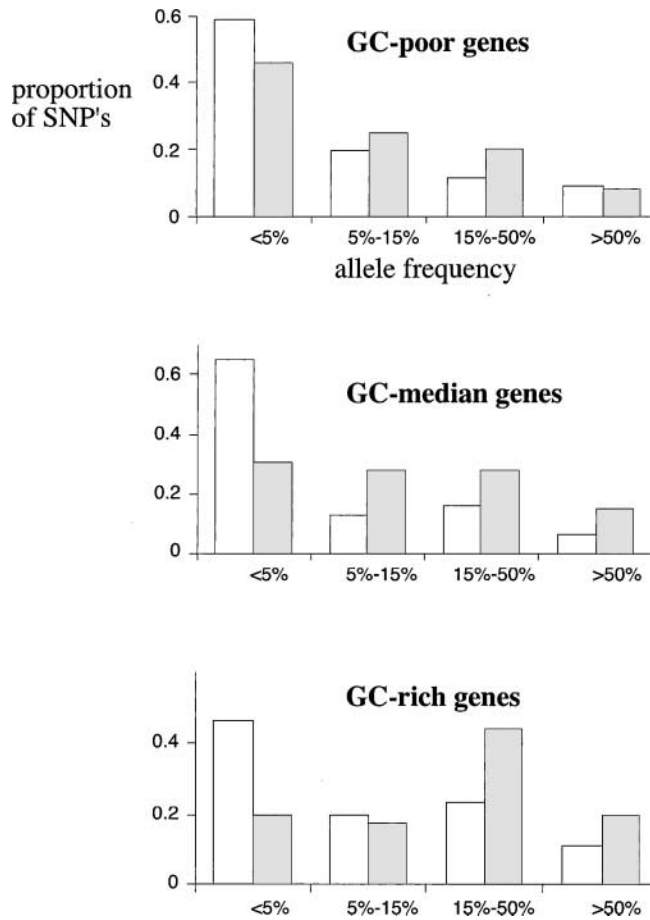 0.6
GC-poor genes
proportion
of SNP's
0.4
0.2
0
<5% 5%-15% 15%-50% >50%
allele frequency
0.6
GC-median genes
0.4
0.2
0
<5% 5%-15% 15%-50% >50%
GC-rich genes
0.4
0.2
0
<5% 5%-15% 15%-50% >50%